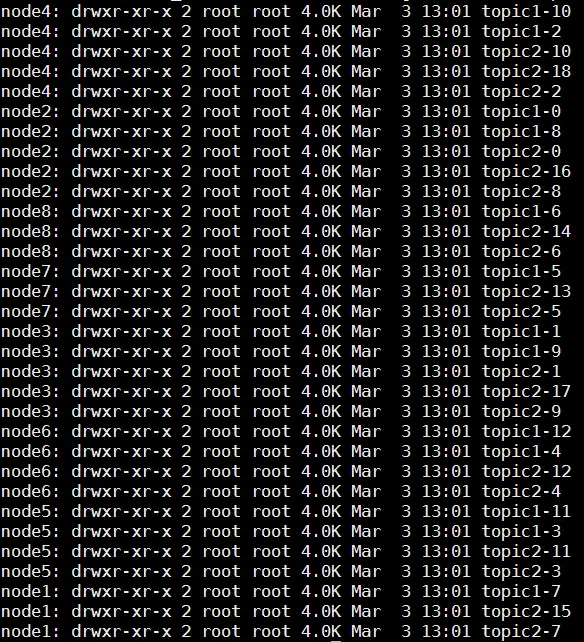 node4: drwxr-xr-x 2 root root 4.0K Mar  3 13:01 topic1-10
node4: drwxr-xr-x 2 root root 4.0K Mar  3 13:01 topic1-2
node4: drwxr-xr-x 2 root root 4.0K Mar  3 13:01 topic2-10
node4: drwxr-xr-x 2 root root 4.0K Mar  3 13:01 topic2-18
node4: drwxr-xr-x 2 root root 4.0K Mar  3 13:01 topic2-2
node2: drwxr-xr-x 2 root root 4.0K Mar  3 13:01 topic1-0
node2: drwxr-xr-x 2 root root 4.0K Mar  3 13:01 topic1-8
node2: drwxr-xr-x 2 root root 4.0K Mar  3 13:01 topic2-0
node2: drwxr-xr-x 2 root root 4.0K Mar  3 13:01 topic2-16
node2: drwxr-xr-x 2 root root 4.0K Mar  3 13:01 topic2-8
node8: drwxr-xr-x 2 root root 4.0K Mar  3 13:01 topic1-6
node8: drwxr-xr-x 2 root root 4.0K Mar  3 13:01 topic2-14
node8: drwxr-xr-x 2 root root 4.0K Mar  3 13:01 topic2-6
node7: drwxr-xr-x 2 root root 4.0K Mar  3 13:01 topic1-5
node7: drwxr-xr-x 2 root root 4.0K Mar  3 13:01 topic2-13
node7: drwxr-xr-x 2 root root 4.0K Mar  3 13:01 topic2-5
node3: drwxr-xr-x 2 root root 4.0K Mar  3 13:01 topic1-1
node3: drwxr-xr-x 2 root root 4.0K Mar  3 13:01 topic1-9
node3: drwxr-xr-x 2 root root 4.0K Mar  3 13:01 topic2-1
node3: drwxr-xr-x 2 root root 4.0K Mar  3 13:01 topic2-17
node3: drwxr-xr-x 2 root root 4.0K Mar  3 13:01 topic2-9
node6: drwxr-xr-x 2 root root 4.0K Mar  3 13:01 topic1-12
node6: drwxr-xr-x 2 root root 4.0K Mar  3 13:01 topic1-4
node6: drwxr-xr-x 2 root root 4.0K Mar  3 13:01 topic2-12
node6: drwxr-xr-x 2 root root 4.0K Mar  3 13:01 topic2-4
node5: drwxr-xr-x 2 root root 4.0K Mar  3 13:01 topic1-11
node5: drwxr-xr-x 2 root root 4.0K Mar  3 13:01 topic1-3
node5: drwxr-xr-x 2 root root 4.0K Mar  3 13:01 topic2-11
node5: drwxr-xr-x 2 root root 4.0K Mar  3 13:01 topic2-3
node1: drwxr-xr-x 2 root root 4.0K Mar  3 13:01 topic1-7
node1: drwxr-xr-x 2 root root 4.0K Mar  3 13:01 topic2-15
node1: drwxr-xr-x 2 root root 4.0K Mar  3 13:01 topic2-7